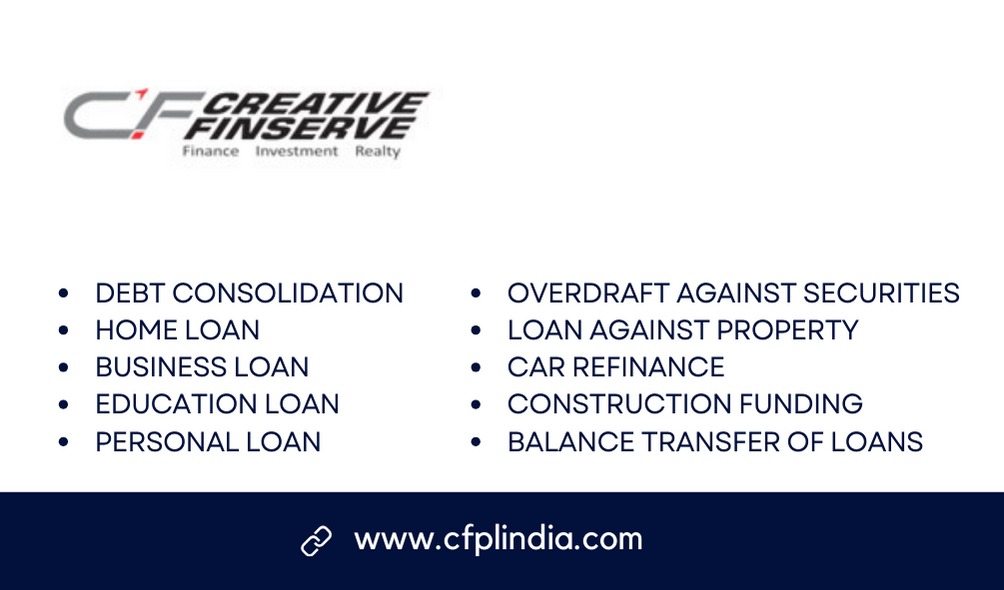 CF CREATIVE
FINSERVE
Finance Investment Realty
• DEBT CONSOLIDATION
• HOME LOAN
• BUSINESS LOAN
• EDUCATION LOAN
• PERSONAL LOAN
• OVERDRAFT AGAINST SECURITIES
• LOAN AGAINST PROPERTY
• CAR REFINANCE
• CONSTRUCTION FUNDING
• BALANCE TRANSFER OF LOANS
www.cfplindia.com